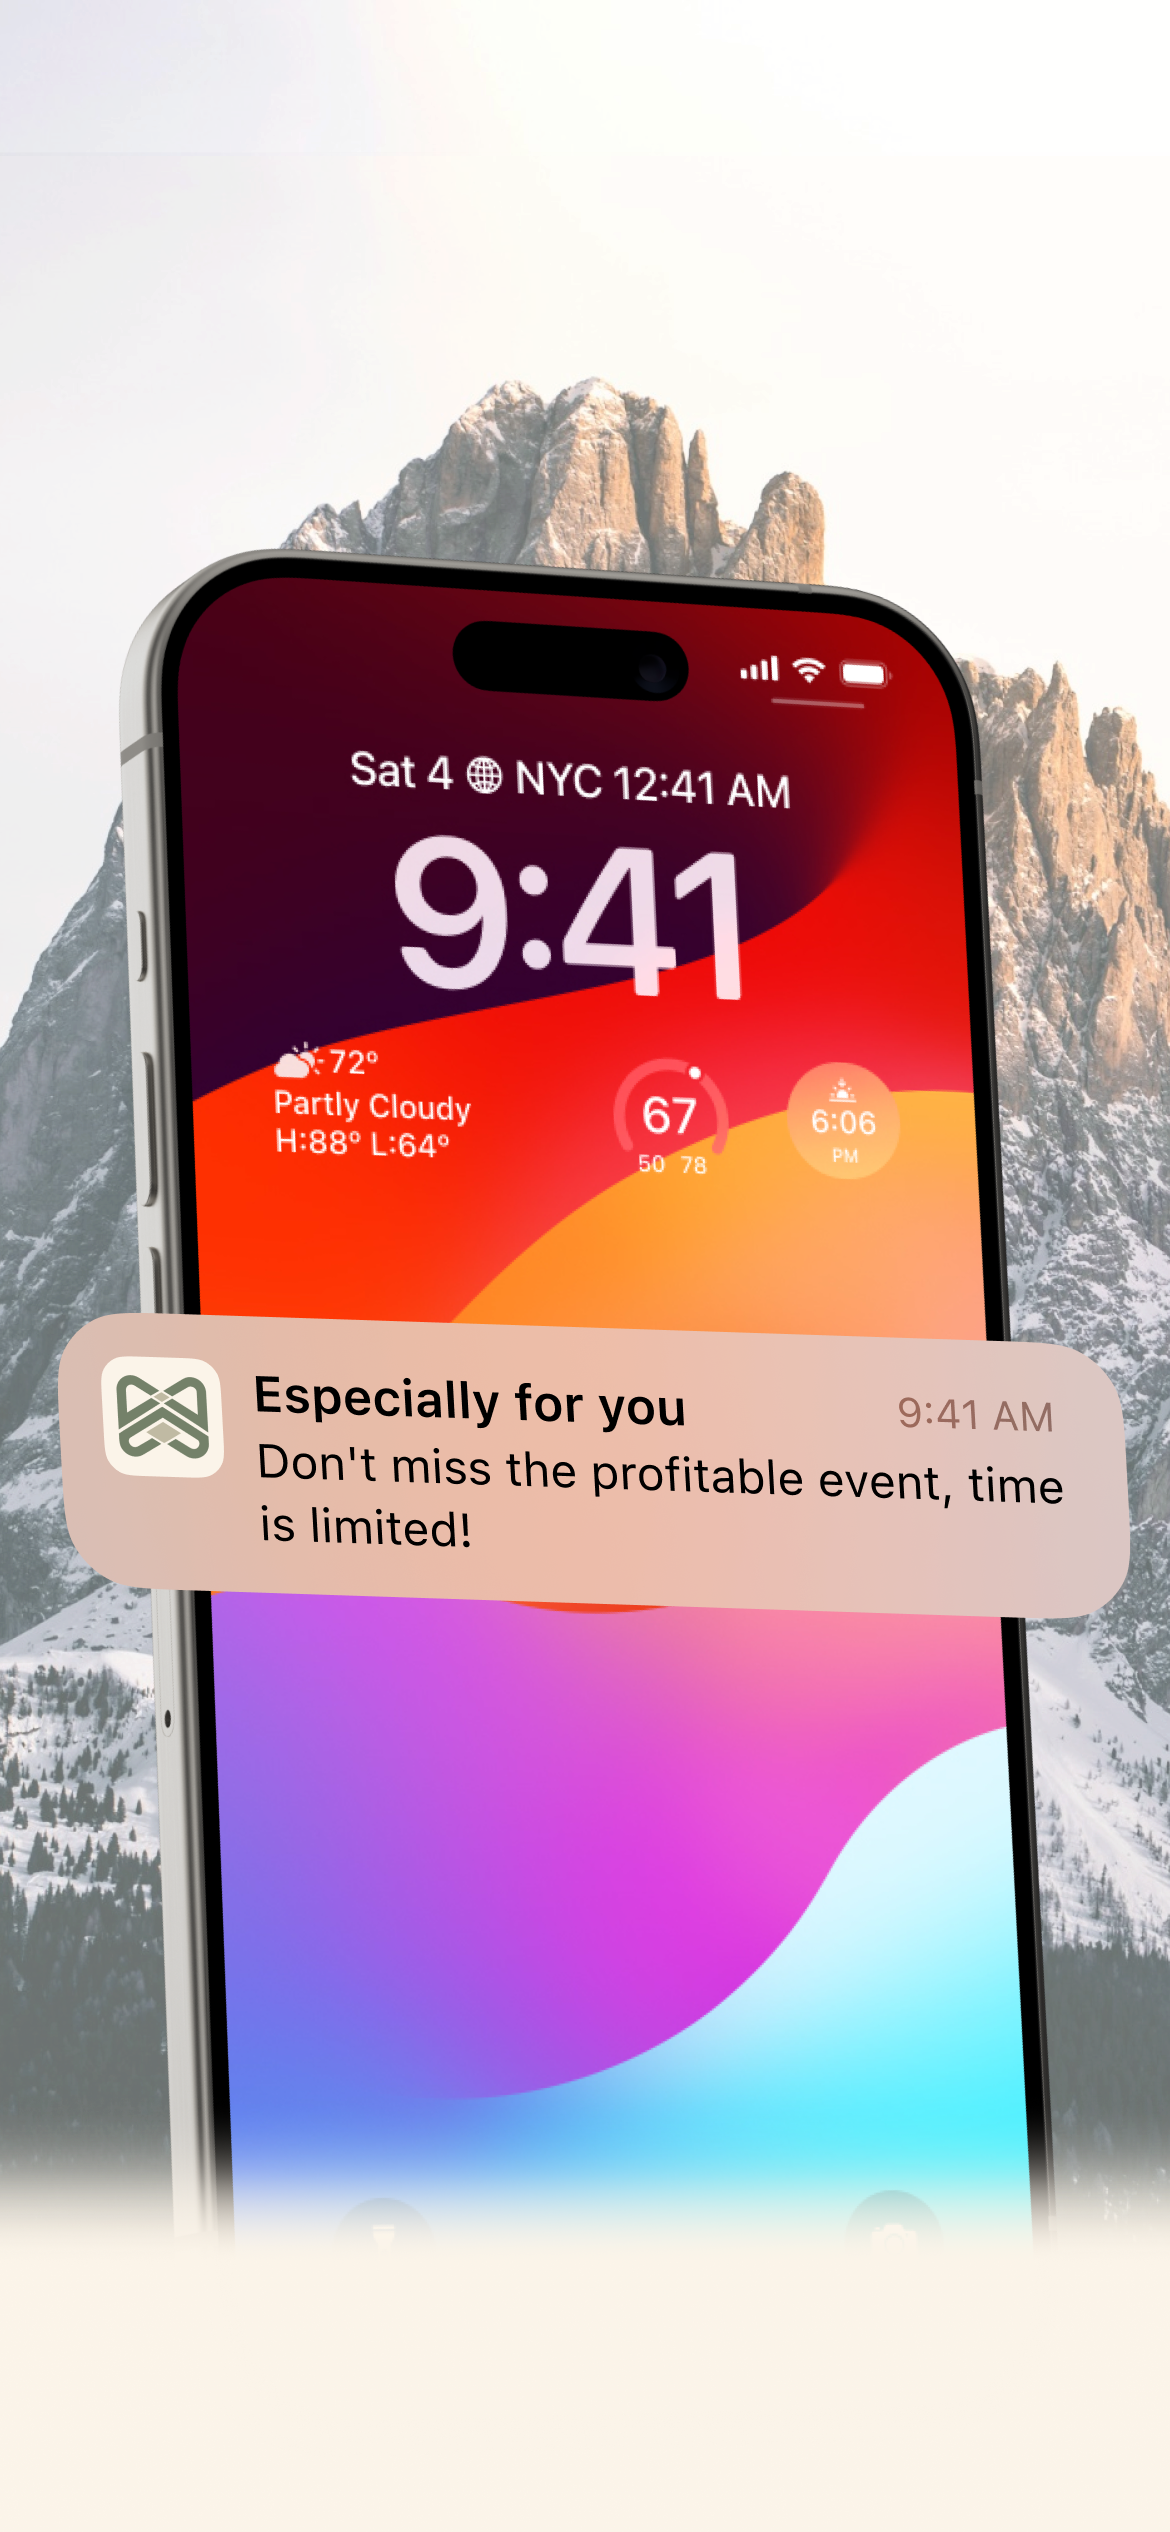 Sat 4 NYC 12:41 AM
9:41
72°
Partly Cloudy
H:88° L:64°
67
50 78
6:06
PM
Especially for you
9:41 AM
Don't miss the profitable event, time
is limited!